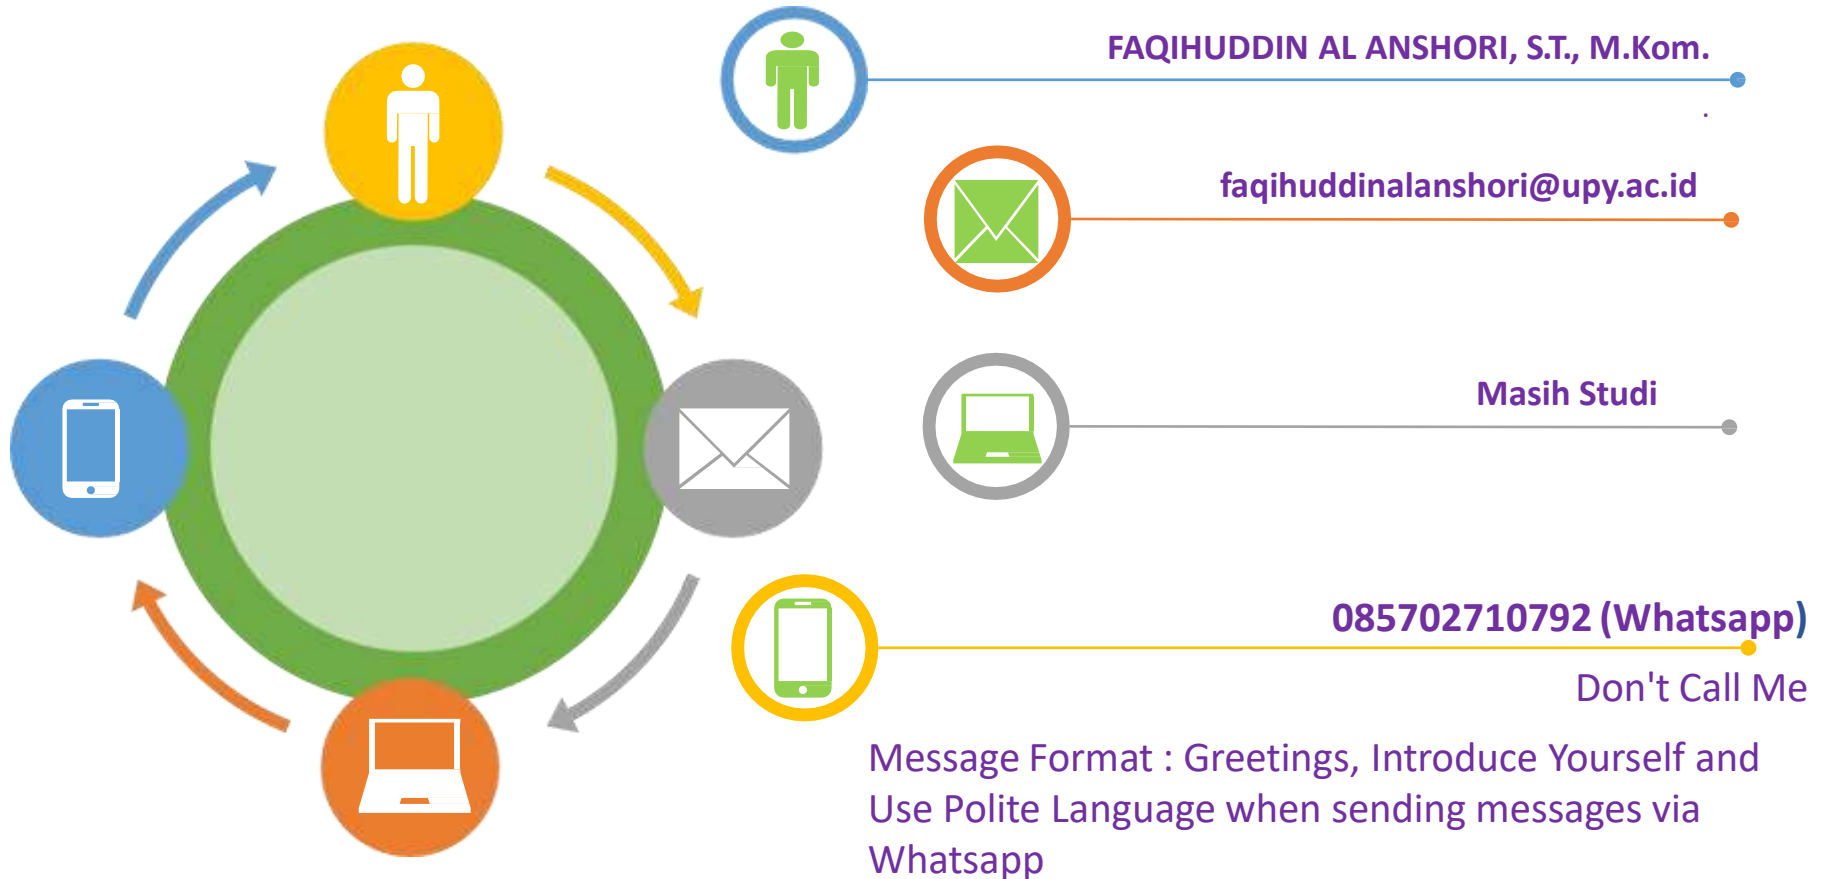 FAQIHUDDIN AL ANSHORI, S.T., M.Kom.
.
faqihuddinalanshori@upy.ac.id
Masih Studi
085702710792 (Whatsapp)
Don't Call Me
Message Format : Greetings, Introduce Yourself and
Use Polite Language when sending messages via
Whatsapp